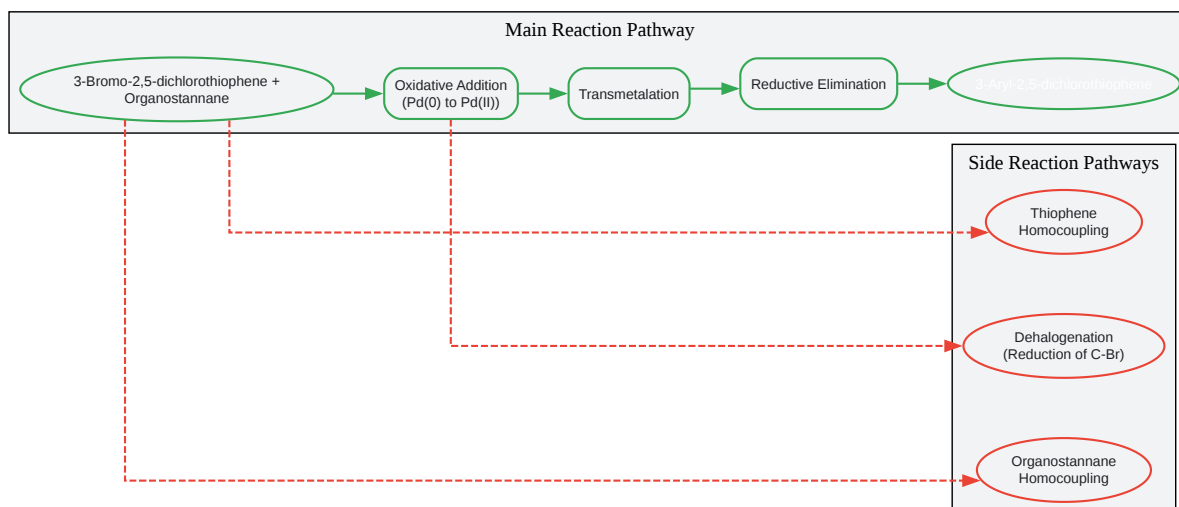 Main Reaction Pathway
3-Bromo-2,5-dichlorothiophene +
Organostannane
Oxidative Addition
(Pd(0) to Pd(II))
Transmetalation
Reductive Elimination
3-Aryl-2,5-dichlorothiophene
Side Reaction Pathways
Thiophene
Homocoupling
Dehalogenation
(Reduction of C-Br)
Organostannane
Homocoupling